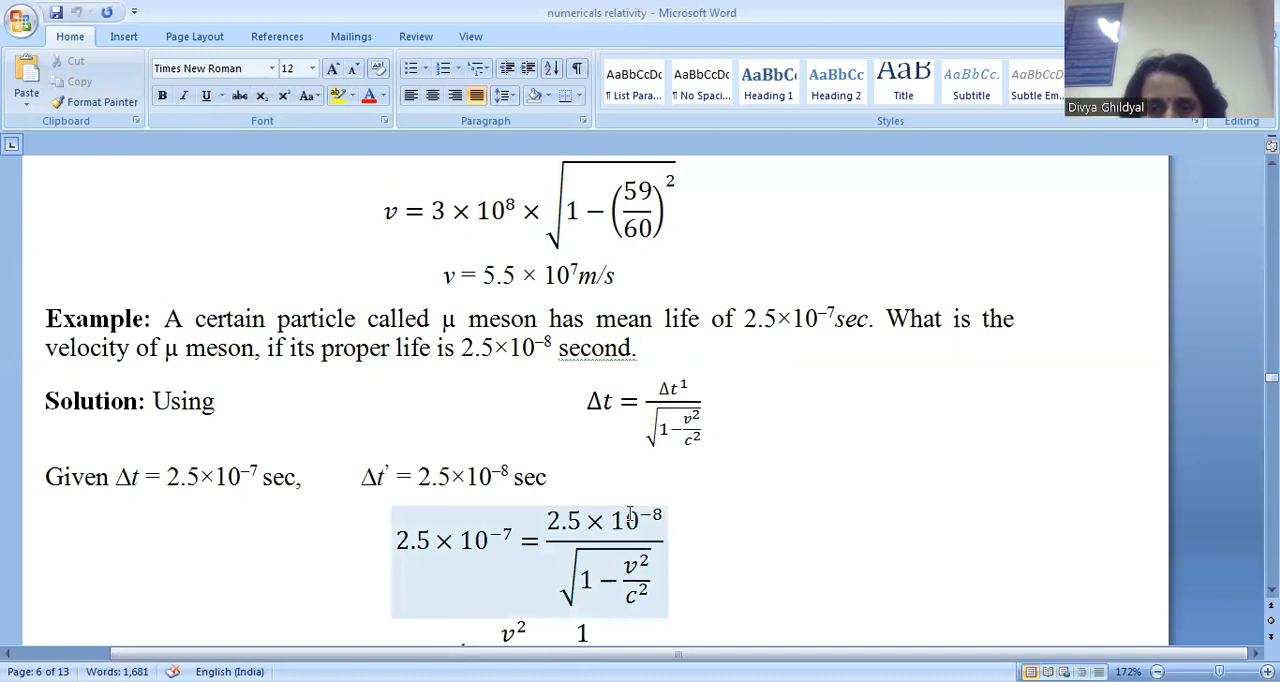 numericals relativity - Microsoft Word
Home Insert Page Layout References Mailings Review View
Cut
Copy
Format Painter
Paste
Clipboard
Times New Roman 12
Font
Paragraph
AaBbCcDc AaBbCcDc AaBbCc AaBbCc AaB AaBbCc. AaBbCcDc
¶ List Para... ¶ No Spaci... Heading 1 Heading 2 Title Subtitle Subtle Em...
Styles
Editing
Divya Ghildyal
v = 3 × 10⁸ × √(1 − (59/60)²)
v = 5.5 × 10⁷m/s
Example: A certain particle called µ meson has mean life of 2.5×10⁻⁷sec. What is the
velocity of µ meson, if its proper life is 2.5×10⁻⁸ second.
Solution: Using Δt = Δt¹/√(1−v²/c²)
Given Δt = 2.5×10⁻⁷ sec, Δt' = 2.5×10⁻⁸ sec
2.5 × 10⁻⁷ = 2.5 × 10⁻⁸/√(1 − v²/c²)
v² 1
Page: 6 of 13 Words: 1,681 English (India) 172%